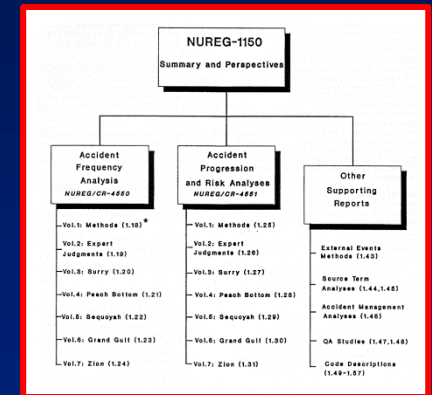 NUREG-1150
Summary and Perspectives
Accident
Frequency
Analysis
NUREG/CR-4550
Vol.1: Methods (1.18)*
Vol.2: Expert
Judgments (1.19)
Vol.3: Surry (1.20)
Vol.4: Peach Bottom (1.21)
Vol.5: Sequoyah (1.22)
Vol.6: Grand Gulf (1.23)
Vol.7: Zion (1.24)
Accident
Progression
and Risk Analyses
NUREG/CR-4551
Vol.1: Methods (1.25)
Vol.2: Expert
Judgments (1.26)
Vol.3: Surry (1.27)
Vol.4: Peach Bottom (1.28)
Vol.5: Sequoyah (1.29)
Vol.6: Grand Gulf (1.30)
Vol.7: Zion (1.31)
Other
Supporting
Reports
External Events
Methods (1.43)
Source Term
Analyses (1.44,1.45)
Accident Management
Analyses (1.46)
QA Studies (1.47,1.48)
Code Descriptions
(1.49-1.57)